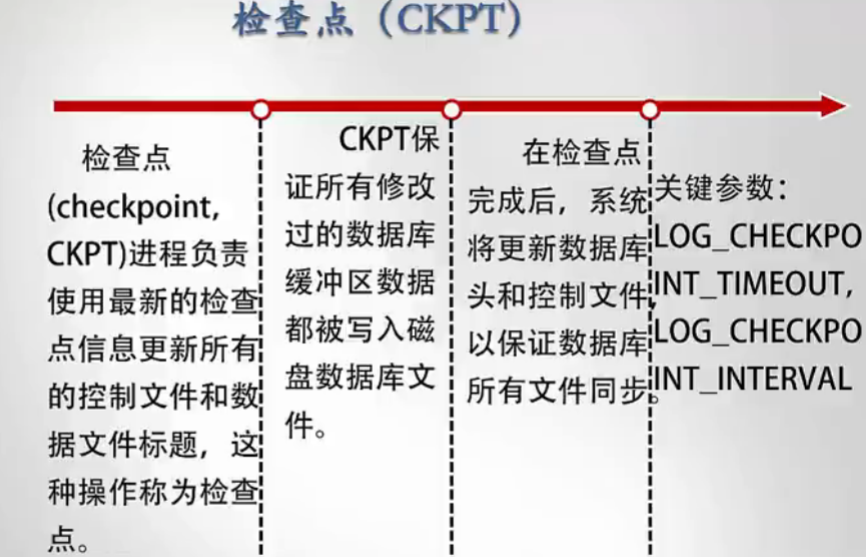 检查点（CKPT）
检查点
(checkpoint,
CKPT)进程负责
使用最新的检查
点信息更新所有
的控制文件和数
据文件标题，这
种操作称为检查
点。
CKPT保
证所有修改
过的数据库
缓冲区数据
都被写入磁
盘数据库文
件。
在检查点
完成后，系统
将更新数据库
头和控制文件，
以保证数据库
所有文件同步。
关键参数：
LOG_CHECKPO
INT_TIMEOUT，
LOG_CHECKPO
INT_INTERVAL